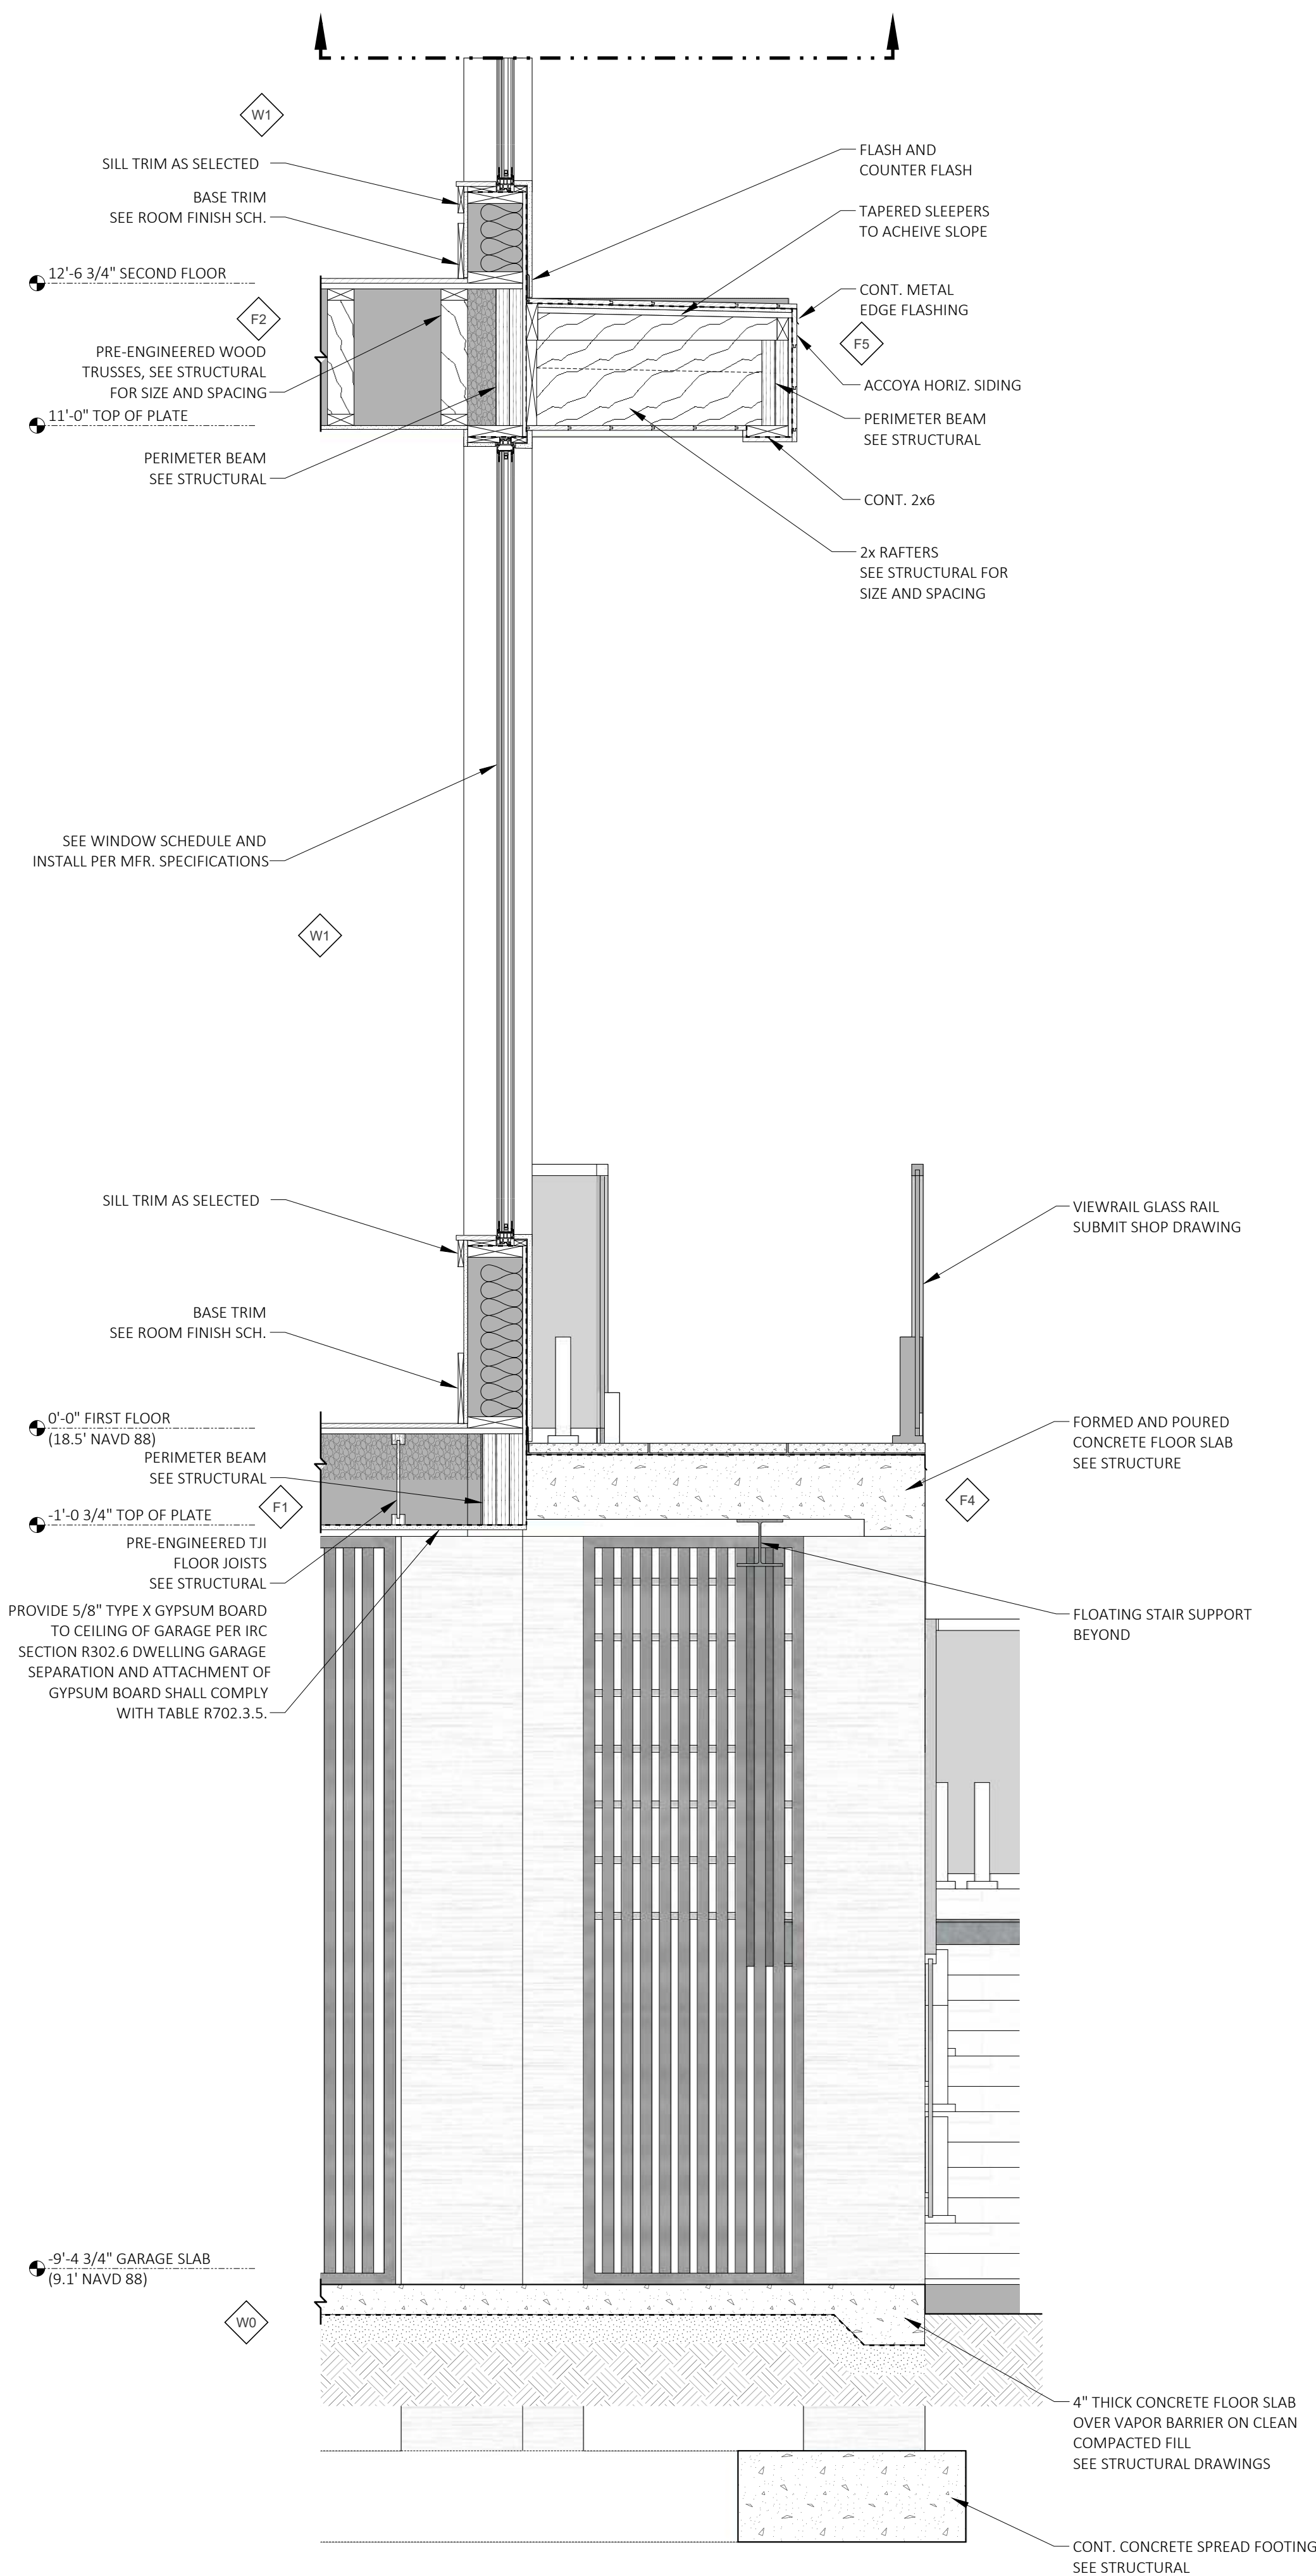 W1
SILL TRIM AS SELECTED
BASE TRIM
SEE ROOM FINISH SCH.
12'-6 3/4" SECOND FLOOR
F2
PRE-ENGINEERED WOOD
TRUSSES, SEE STRUCTURAL
FOR SIZE AND SPACING
11'-0" TOP OF PLATE
PERIMETER BEAM
SEE STRUCTURAL
FLASH AND
COUNTER FLASH
TAPERED SLEEPERS
TO ACHEIVE SLOPE
CONT. METAL
EDGE FLASHING
F5
ACCOYA HORIZ. SIDING
PERIMETER BEAM
SEE STRUCTURAL
CONT. 2x6
2x RAFTERS
SEE STRUCTURAL FOR
SIZE AND SPACING
SEE WINDOW SCHEDULE AND
INSTALL PER MFR. SPECIFICATIONS
W1
SILL TRIM AS SELECTED
BASE TRIM
SEE ROOM FINISH SCH.
0'-0" FIRST FLOOR
(18.5' NAVD 88)
PERIMETER BEAM
SEE STRUCTURAL
F1
-1'-0 3/4" TOP OF PLATE
PRE-ENGINEERED TJI
FLOOR JOISTS
SEE STRUCTURAL
PROVIDE 5/8" TYPE X GYPSUM BOARD
TO CEILING OF GARAGE PER IRC
SECTION R302.6 DWELLING GARAGE
SEPARATION AND ATTACHMENT OF
GYPSUM BOARD SHALL COMPLY
WITH TABLE R702.3.5.
VIEWRAIL GLASS RAIL
SUBMIT SHOP DRAWING
FORMED AND POURED
CONCRETE FLOOR SLAB
SEE STRUCTURE
F4
FLOATING STAIR SUPPORT
BEYOND
-9'-4 3/4" GARAGE SLAB
(9.1' NAVD 88)
W0
4" THICK CONCRETE FLOOR SLAB
OVER VAPOR BARRIER ON CLEAN
COMPACTED FILL
SEE STRUCTURAL DRAWINGS
CONT. CONCRETE SPREAD FOOTING
SEE STRUCTURAL